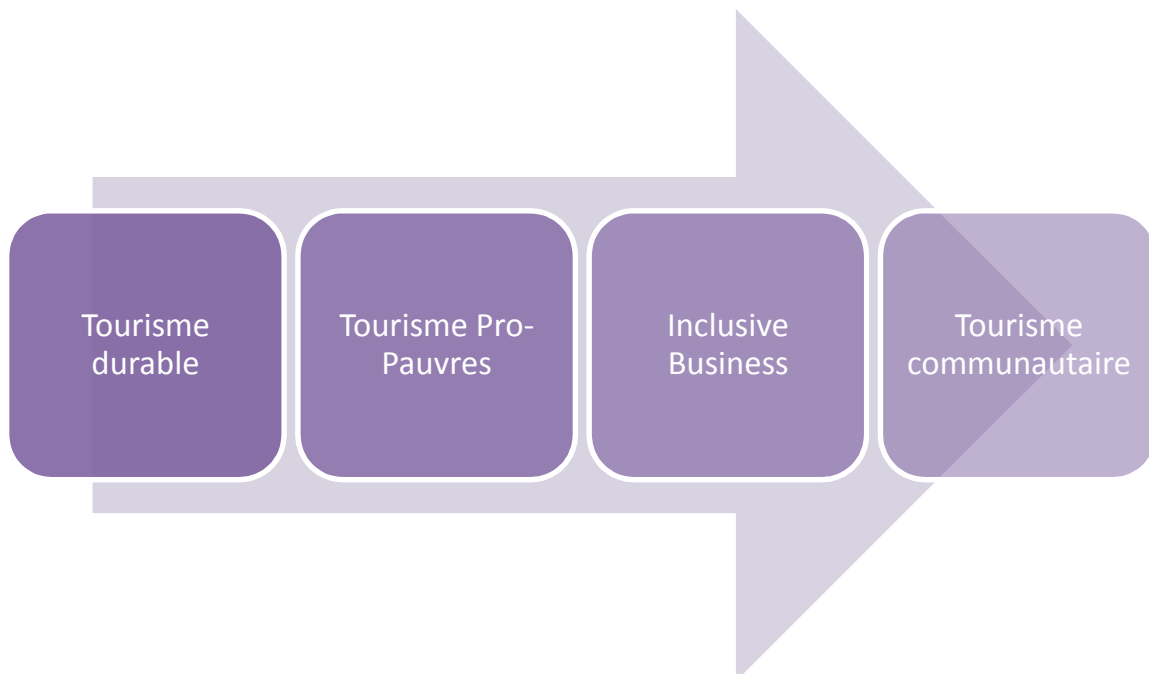 Tourisme
durable
Tourisme Pro-
Pauvres
Inclusive
Business
Tourisme
communautaire